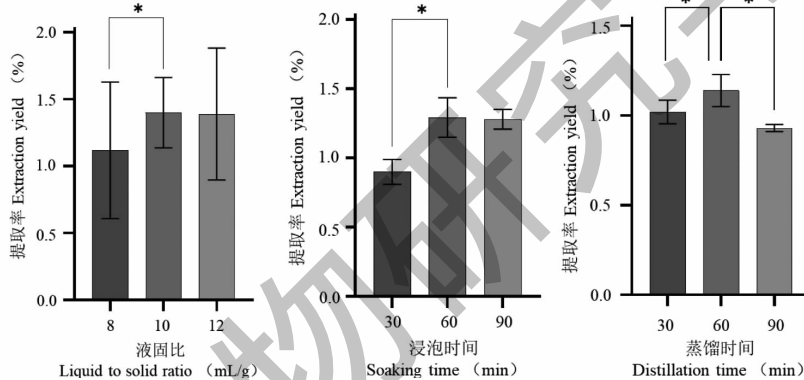 提取率 Extraction yield （%）
2.0
1.5
1.0
0.5
0.0
*
8 10 12
液固比
Liquid to solid ratio （mL/g）
提取率 Extraction yield （%）
2.0
1.5
1.0
0.5
0.0
*
30 60 90
浸泡时间
Soaking time （min）
提取率 Extraction yield （%）
1.5
1.0
0.5
0.0
* *
30 60 90
蒸馏时间
Distillation time （min）
物研究